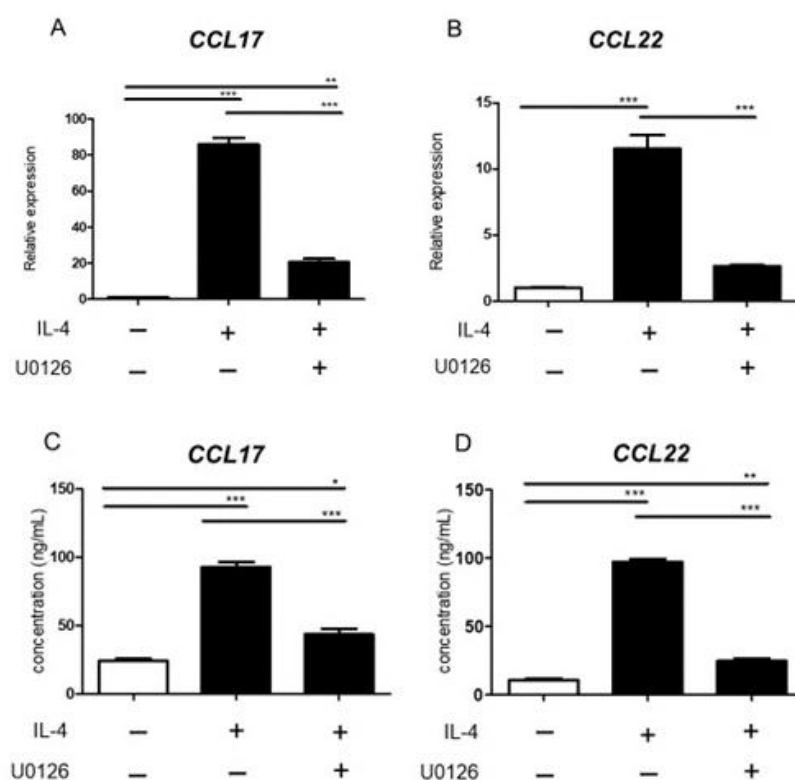 A
CCL17
**
***
***
Relative expression
100
80
60
40
20
0
IL-4 — + +
U0126 — — +
B
CCL22
***
***
Relative expression
15
10
5
0
IL-4 — + +
U0126 — — +
C
CCL17
*
***
***
concentration (ng/mL)
150
100
50
0
IL-4 — + +
U0126 — — +
D
CCL22
**
***
***
concentration (ng/mL)
150
100
50
0
IL-4 — + +
U0126 — — +